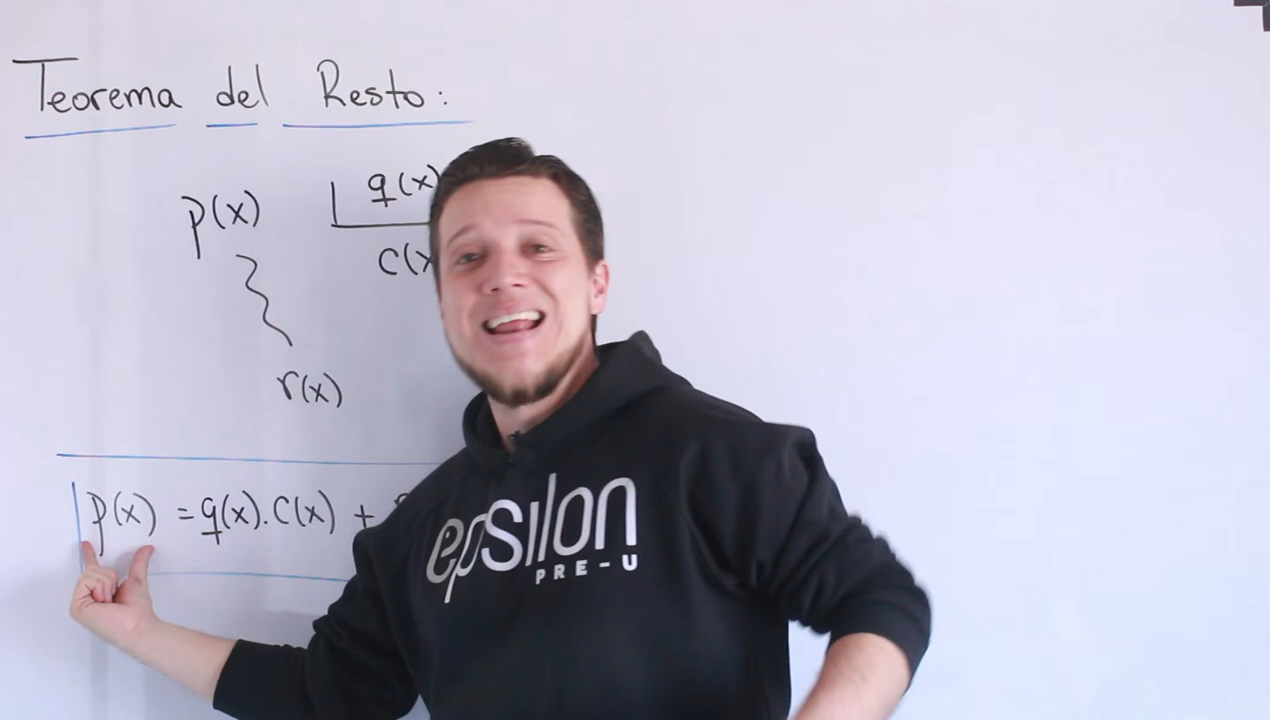 Teorema del Resto:
p(x) q(x)
c(x
r(x)
p(x) = q(x).c(x) +
epsilon
PRE-U